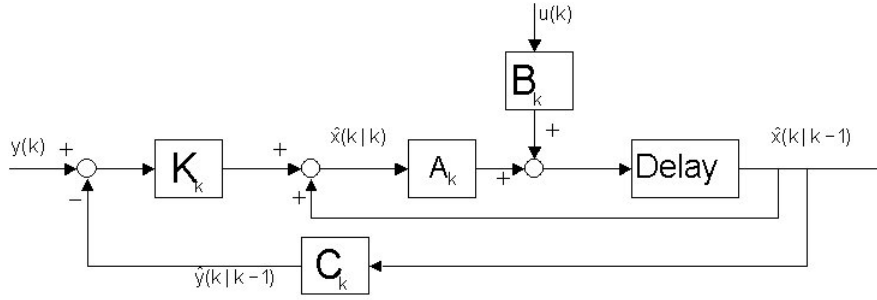 u(k)
B_k
+
y(k) + K_k + x̂(k|k) A_k + Delay x̂(k|k−1)
− +
ŷ(k|k−1) C_k